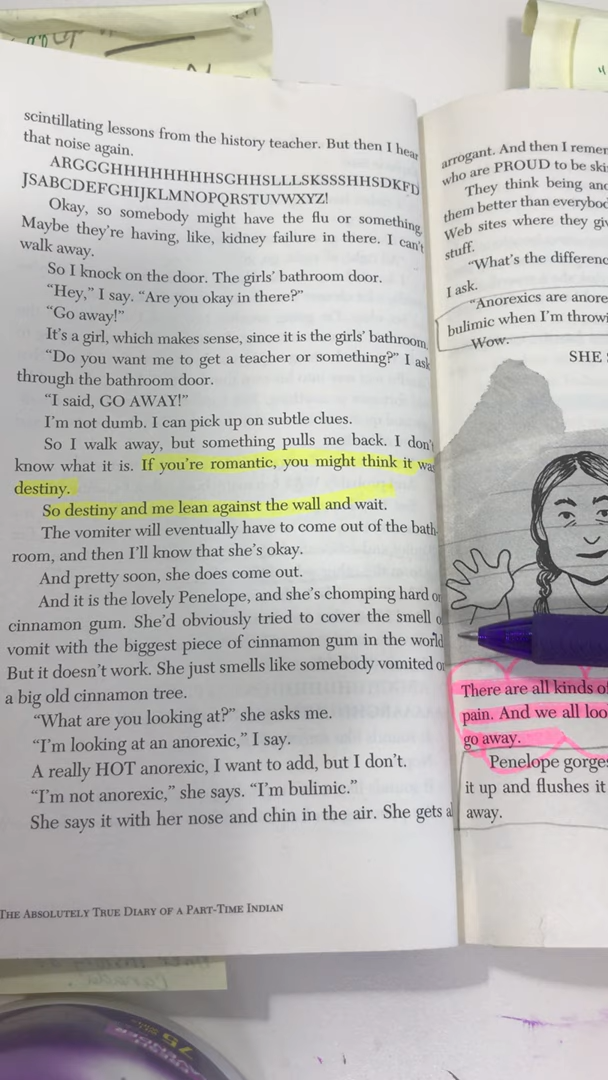 scintillating lessons from the history teacher. But then I hear
that noise again.
ARGGGHHHHHHHHHSGHHSLLLSKSSSHHSDKFD
JSABCDEFGHIJKLMNOPQRSTUVWXYZ!
Okay, so somebody might have the flu or something.
Maybe they're having, like, kidney failure in there. I can't
walk away.
So I knock on the door. The girls' bathroom door.
"Hey," I say. "Are you okay in there?"
"Go away!"
It's a girl, which makes sense, since it is the girls' bathroom.
"Do you want me to get a teacher or something?" I ask
through the bathroom door.
"I said, GO AWAY!"
I'm not dumb. I can pick up on subtle clues.
So I walk away, but something pulls me back. I don't
know what it is. If you're romantic, you might think it wa
destiny.
So destiny and me lean against the wall and wait.
The vomiter will eventually have to come out of the bath-
room, and then I'll know that she's okay.
And pretty soon, she does come out.
And it is the lovely Penelope, and she's chomping hard on
cinnamon gum. She'd obviously tried to cover the smell o
vomit with the biggest piece of cinnamon gum in the world
But it doesn't work. She just smells like somebody vomited on
a big old cinnamon tree.
"What are you looking at?" she asks me.
"I'm looking at an anorexic," I say.
A really HOT anorexic, I want to add, but I don't.
"I'm not anorexic," she says. "I'm bulimic."
She says it with her nose and chin in the air. She gets al
THE ABSOLUTELY TRUE DIARY OF A PART-TIME INDIAN
arrogant. And then I remem
who are PROUD to be ski
They think being ano
them better than everybod
Web sites where they giv
stuff.
"What's the differenc
I ask.
"Anorexics are anore
bulimic when I'm throwi
Wow.
SHE
There are all kinds of
pain. And we all loo
go away.
Penelope gorges
it up and flushes it
away.
75